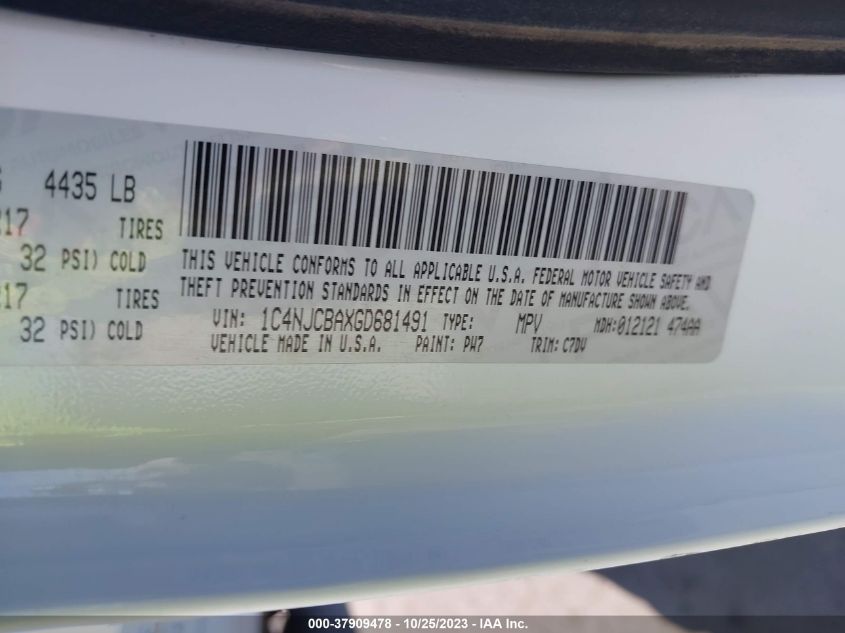 4435 LB
217 TIRES
32 PSI) COLD
217 TIRES
32 PSI) COLD
THIS VEHICLE CONFORMS TO ALL APPLICABLE U.S.A. FEDERAL MOTOR VEHICLE SAFETY AND
THEFT PREVENTION STANDARDS IN EFFECT ON THE DATE OF MANUFACTURE SHOWN ABOVE.
VIN: 1C4NJCBAXGD681491 TYPE: MPV MDH:012121 474AA
VEHICLE MADE IN U.S.A. PAINT: PW7 TRIM: C7DV
000-37909478 - 10/25/2023 - IAA Inc.